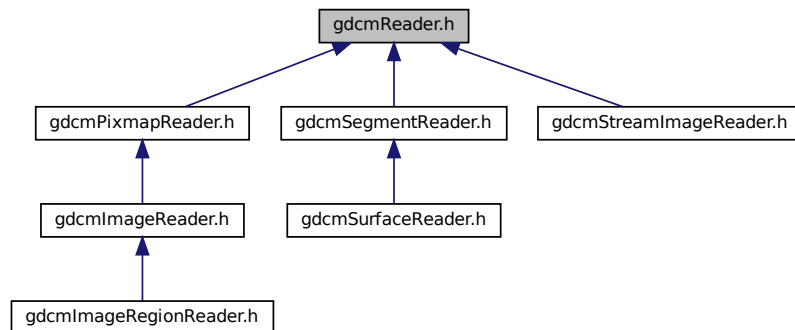 gdcmReader.h
gdcmPixmapReader.h
gdcmSegmentReader.h
gdcmStreamImageReader.h
gdcmImageReader.h
gdcmSurfaceReader.h
gdcmImageRegionReader.h